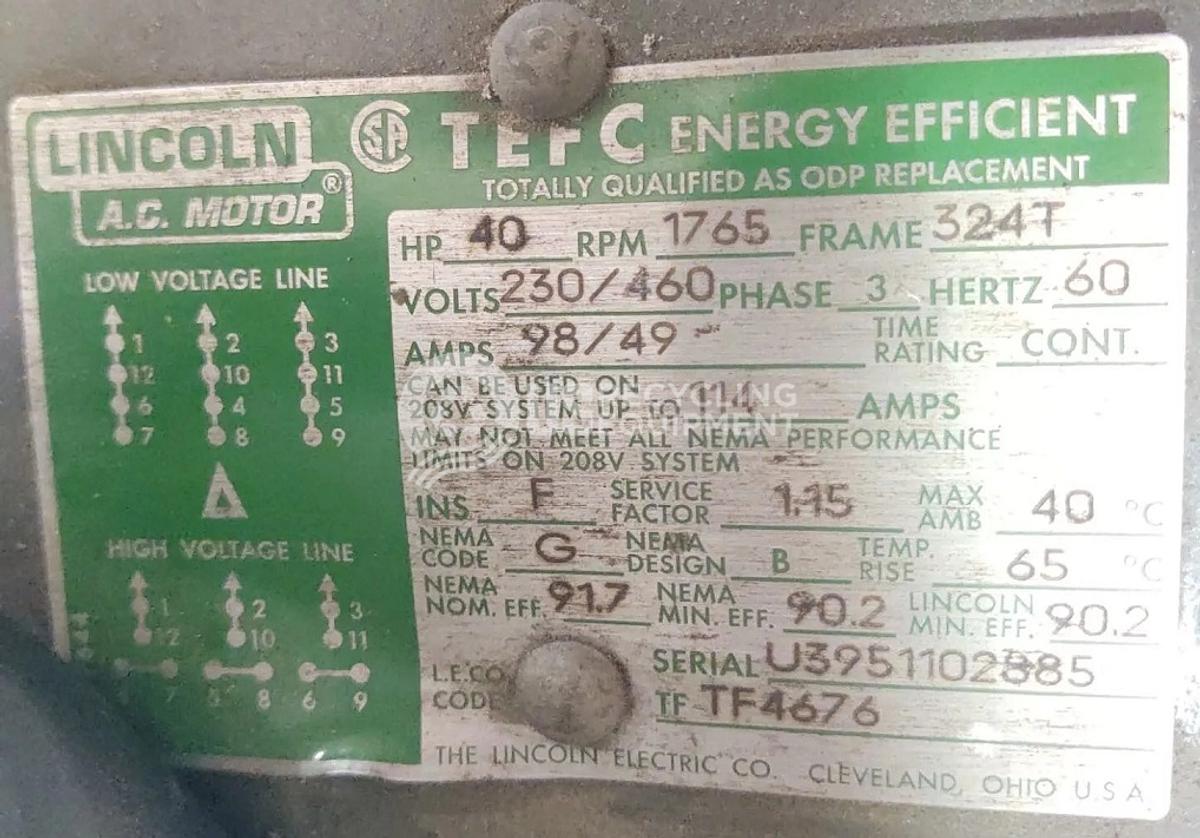 LINCOLN
A.C. MOTOR ®
CSA TEFC ENERGY EFFICIENT
TOTALLY QUALIFIED AS ODP REPLACEMENT
LOW VOLTAGE LINE
1 2 3
12 10 11
6 4 5
7 8 9
Δ
HIGH VOLTAGE LINE
1 2 3
12 10 11
7 8 6 9
HP 40 RPM 1765 FRAME 324T
VOLTS 230/460 PHASE 3 HERTZ 60
AMPS 98/49 TIME RATING CONT.
CAN BE USED ON
208V SYSTEM UP TO 114 AMPS
MAY NOT MEET ALL NEMA PERFORMANCE
LIMITS ON 208V SYSTEM
INS. F SERVICE FACTOR 1.15 MAX AMB 40 °C
NEMA CODE G NEMA DESIGN B TEMP. RISE 65 °C
NEMA NOM. EFF. 91.7 NEMA MIN. EFF. 90.2 LINCOLN MIN. EFF. 90.2
SERIAL U3951102885
L.E.CO. CODE TF TF4676
THE LINCOLN ELECTRIC CO. CLEVELAND, OHIO U.S.A.